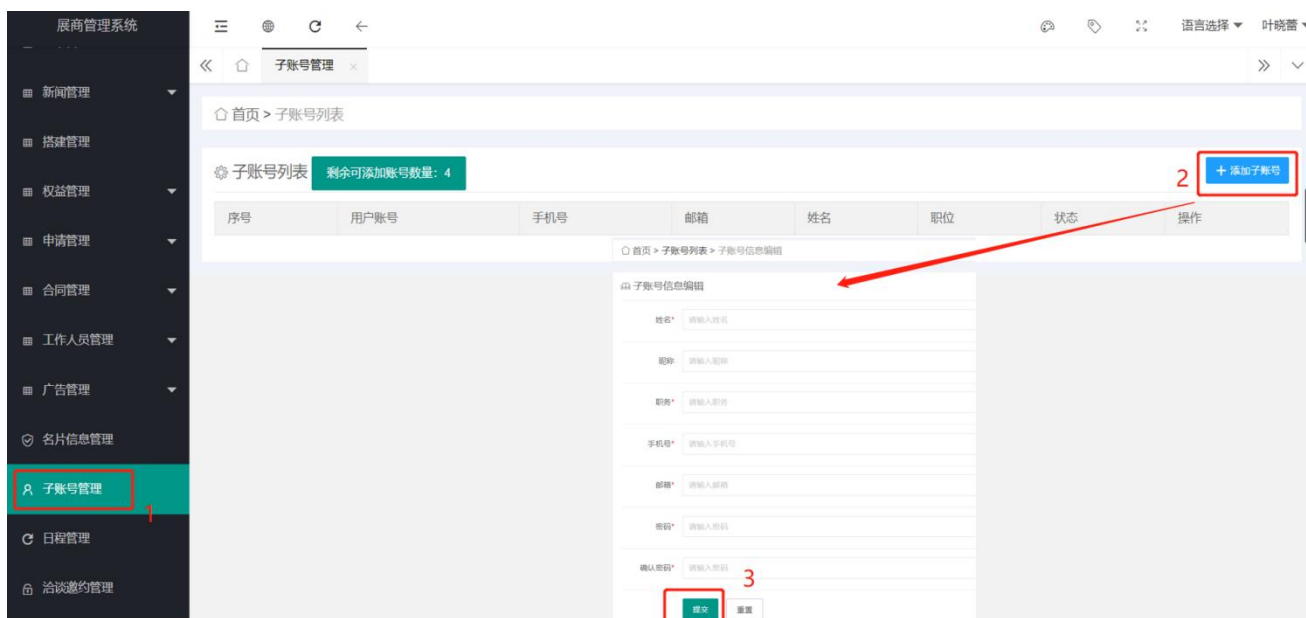 展商管理系统
语言选择
叶晓蕾
子账号管理
新闻管理
首页 > 子账号列表
搭建管理
子账号列表 剩余可添加账号数量: 4
2 + 添加子账号
权益管理
序号 用户账号 手机号 邮箱 姓名 职位 状态 操作
申请管理
首页 > 子账号列表 > 子账号信息编辑
合同管理
子账号信息编辑
姓名* 请输入姓名
工作人员管理
昵称 请输入昵称
广告管理
职务* 请输入职务
名片信息管理
手机号* 请输入手机号
子账号管理
1
邮箱* 请输入邮箱
密码* 请输入密码
日程管理
确认密码* 请输入密码
3
洽谈邀约管理
提交 重置